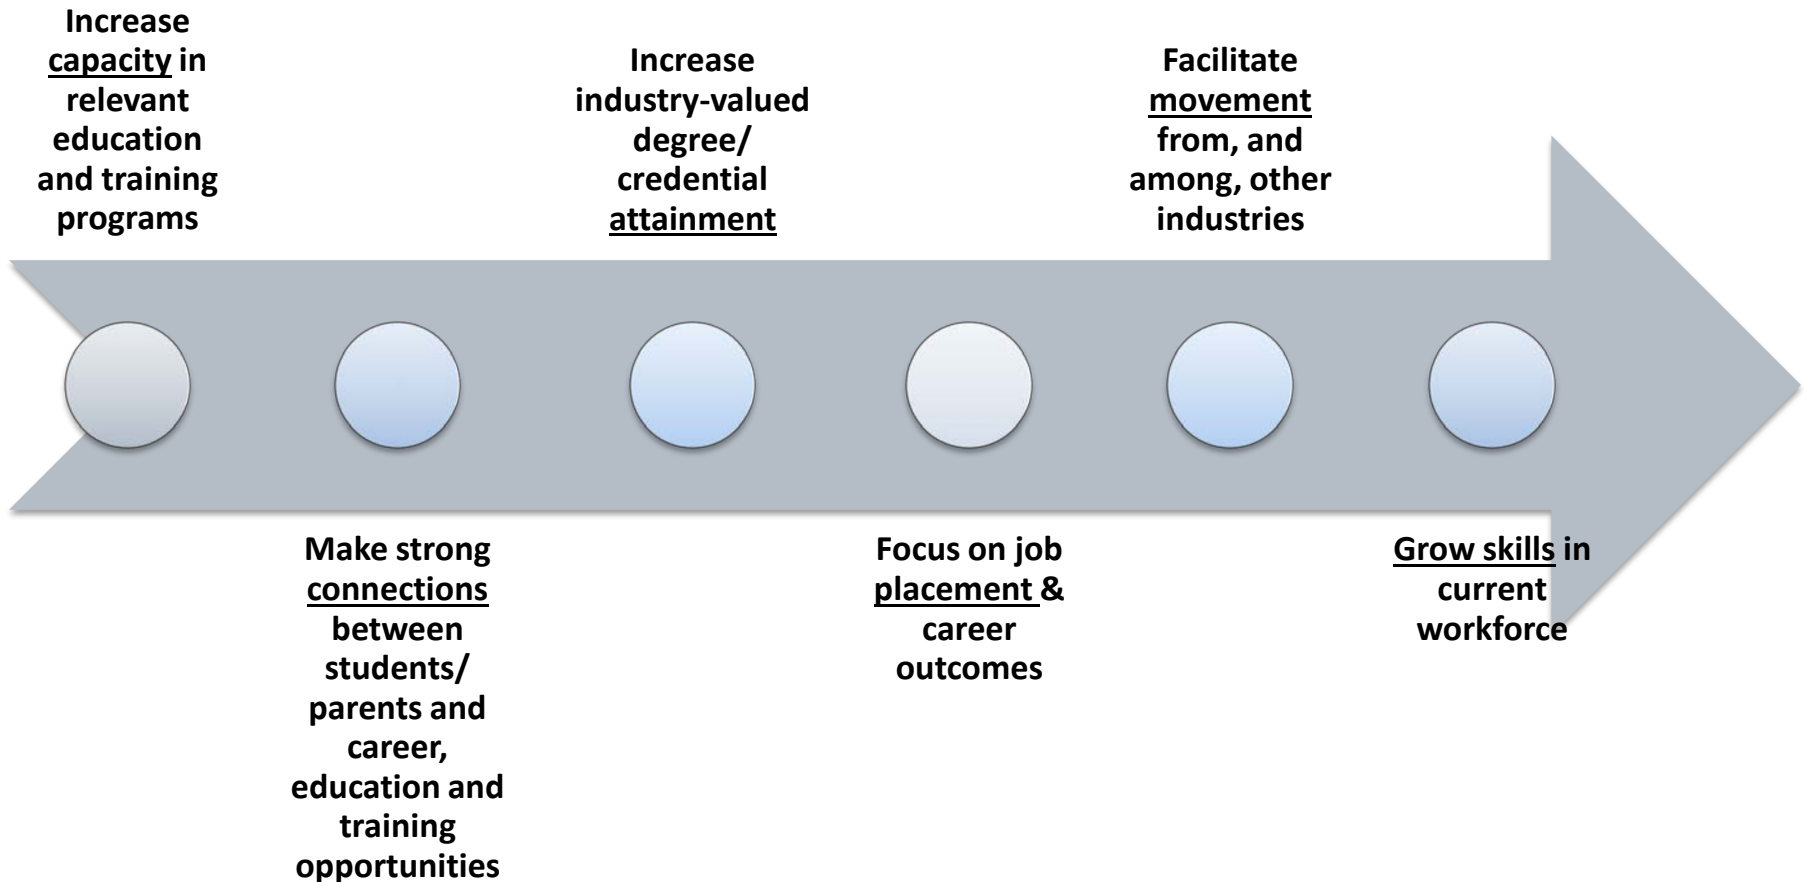 Increase
capacity in
relevant
education
and training
programs
Make strong
connections
between
students/
parents and
career,
education and
training
opportunities
Increase
industry-valued
degree/
credential
attainment
Focus on job
placement &
career
outcomes
Facilitate
movement
from, and
among, other
industries
Grow skills in
current
workforce